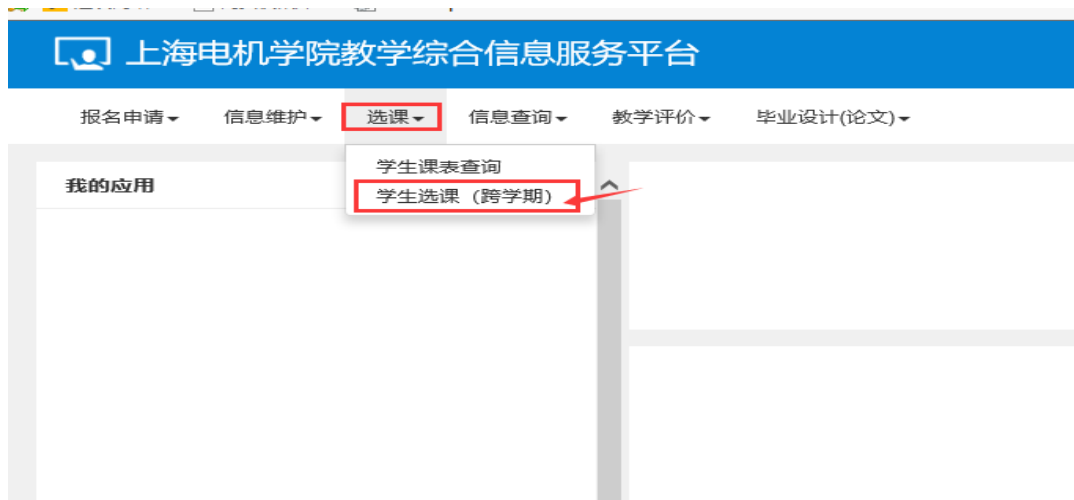 上海电机学院教学综合信息服务平台
报名申请 信息维护 选课 信息查询 教学评价 毕业设计(论文)
学生课表查询
我的应用
学生选课（跨学期）